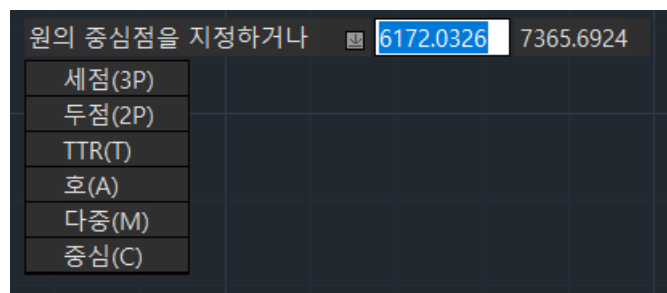 원의 중심점을 지정하거나 6172.0326 7365.6924
세점(3P)
두점(2P)
TTR(T)
호(A)
다중(M)
중심(C)